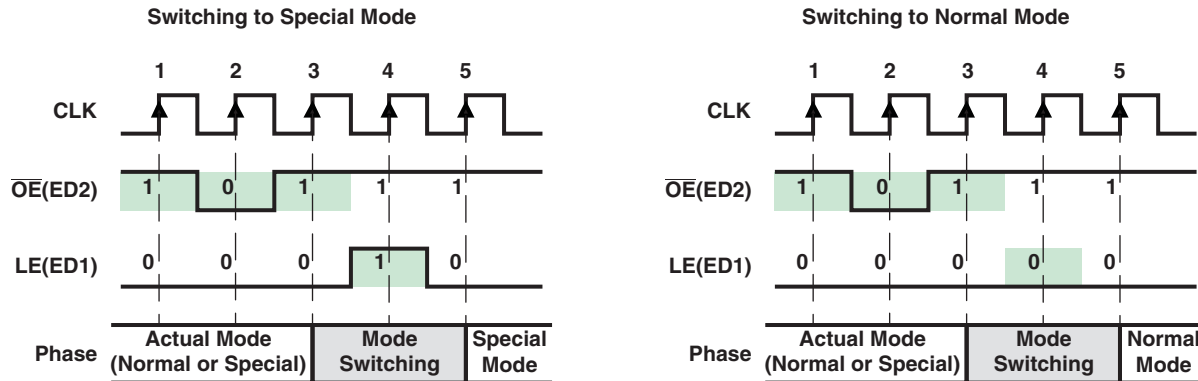 Switching to Special Mode
1 2 3 4 5
CLK
OE(ED2) 1 0 1 1 1
LE(ED1) 0 0 0 1 0
Phase
Actual Mode
(Normal or Special)
Mode
Switching
Special
Mode
Switching to Normal Mode
1 2 3 4 5
CLK
OE(ED2) 1 0 1 1 1
LE(ED1) 0 0 0 0 0
Phase
Actual Mode
(Normal or Special)
Mode
Switching
Normal
Mode